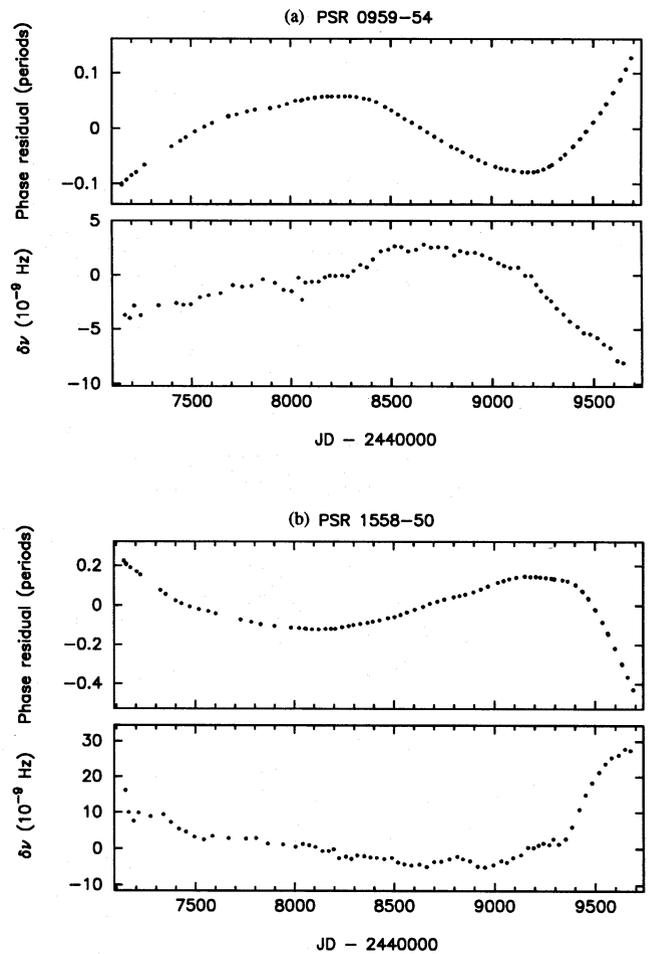 (a) PSR 0959−54
Phase residual (periods)
0.1
0
−0.1
δν (10⁻⁹ Hz)
5
0
−5
−10
7500 8000 8500 9000 9500
JD − 2440000
(b) PSR 1558−50
Phase residual (periods)
0.2
0
−0.2
−0.4
δν (10⁻⁹ Hz)
30
20
10
0
−10
7500 8000 8500 9000 9500
JD − 2440000